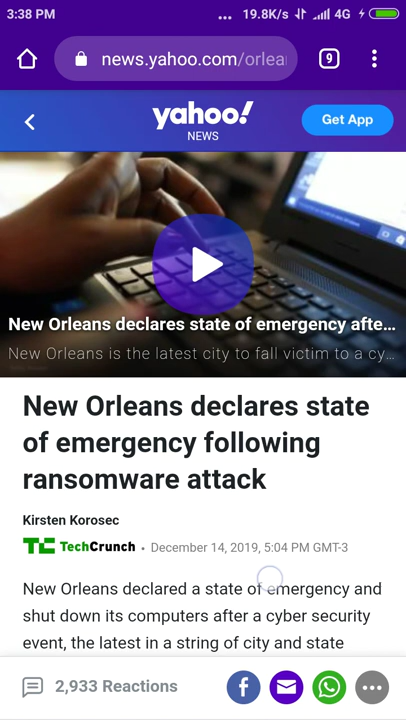 3:38 PM ... 19.8K/s 4G
news.yahoo.com/orlea
9
yahoo!
NEWS
Get App
New Orleans declares state of emergency afte...
New Orleans is the latest city to fall victim to a cy...
New Orleans declares state
of emergency following
ransomware attack
Kirsten Korosec
TC TechCrunch • December 14, 2019, 5:04 PM GMT-3
New Orleans declared a state of emergency and
shut down its computers after a cyber security
event, the latest in a string of city and state
2,933 Reactions